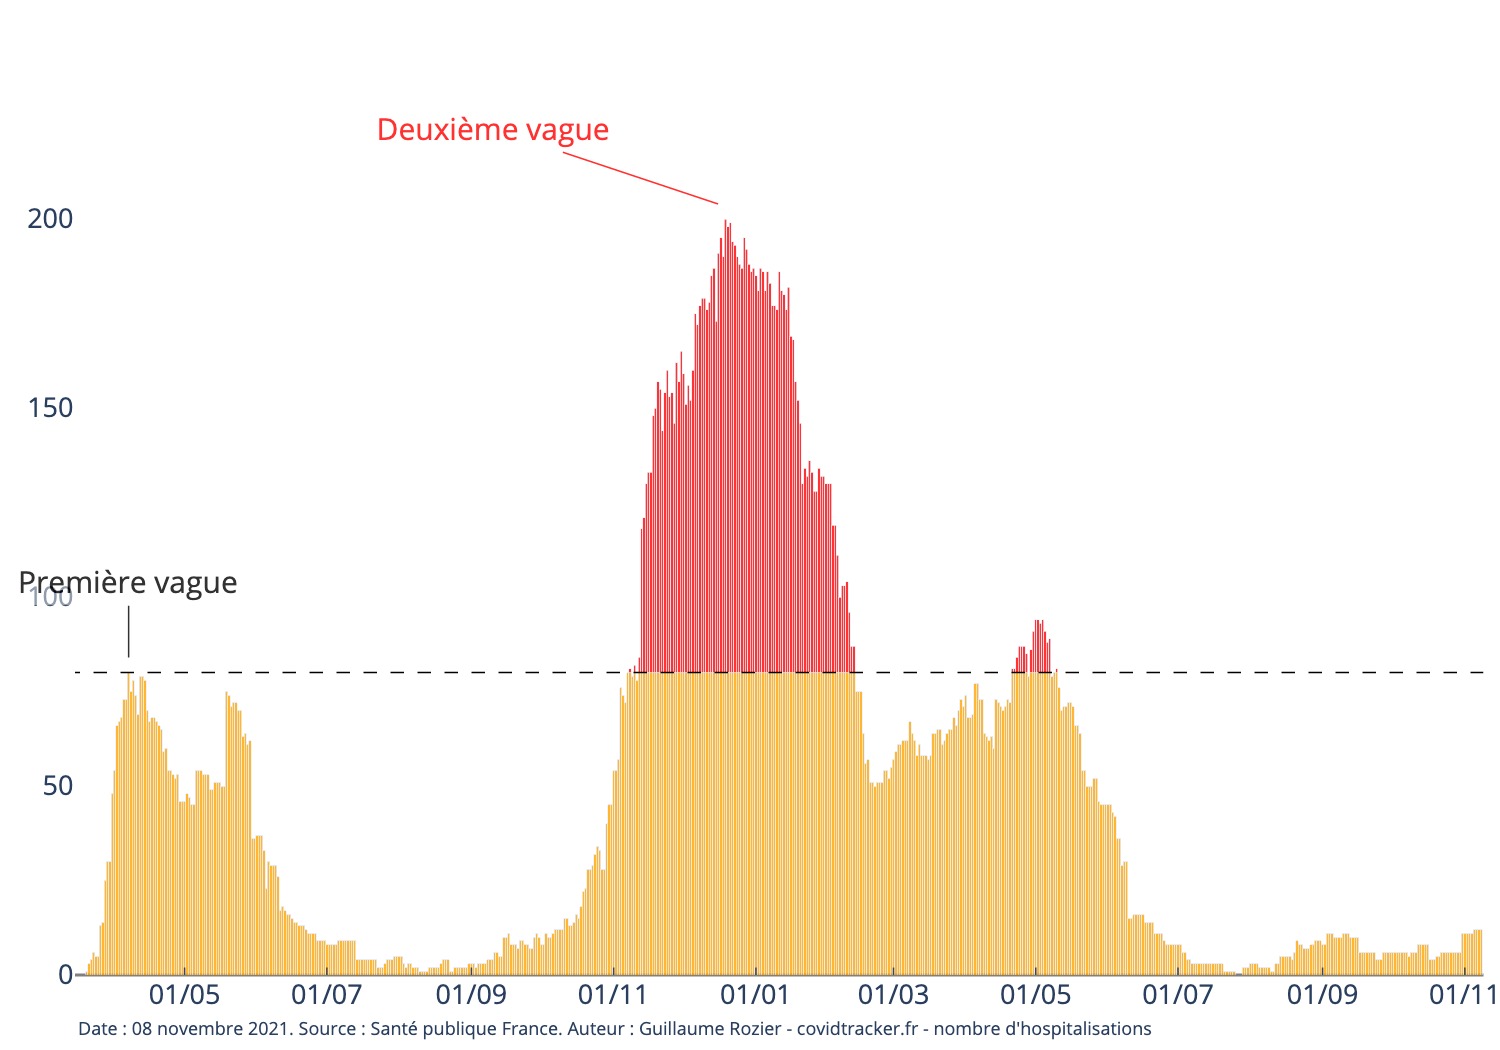 Deuxième vague
200
150
Première vague
100
50
0
01/05 01/07 01/09 01/11 01/01 01/03 01/05 01/07 01/09 01/11
Date : 08 novembre 2021. Source : Santé publique France. Auteur : Guillaume Rozier - covidtracker.fr - nombre d'hospitalisations